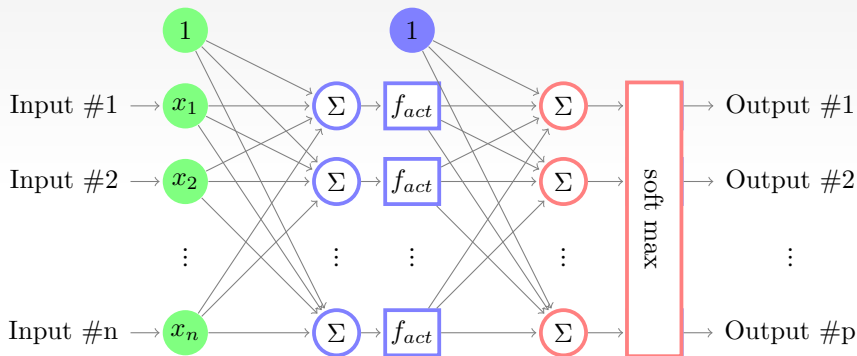 1 1
Input #1 x₁ Σ f_act Σ Output #1
Input #2 x₂ Σ f_act Σ soft max Output #2
⋮ ⋮ ⋮ ⋮ ⋮
Input #n xₙ Σ f_act Σ Output #p